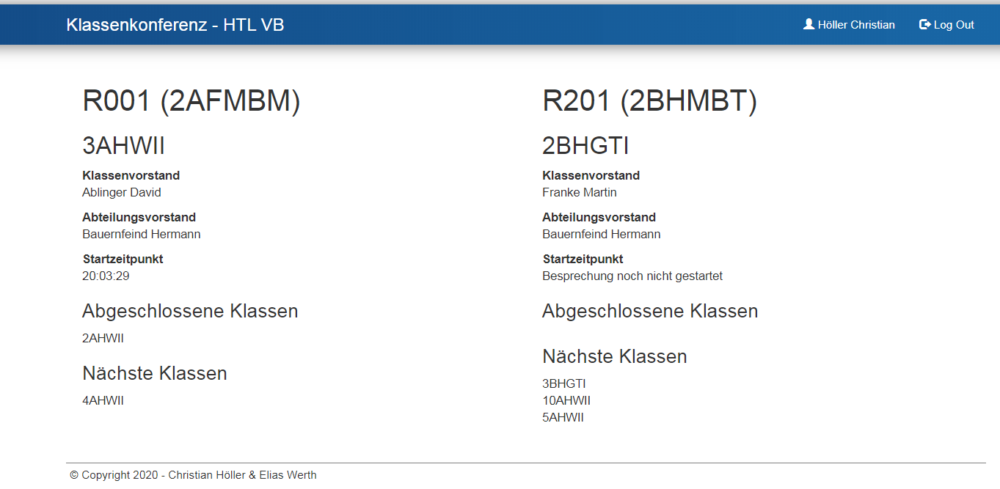 Klassenkonferenz - HTL VB
Höller Christian
Log Out
R001 (2AFMBM)
3AHWII
Klassenvorstand
Ablinger David
Abteilungsvorstand
Bauernfeind Hermann
Startzeitpunkt
20:03:29
Abgeschlossene Klassen
2AHWII
Nächste Klassen
4AHWII
R201 (2BHMBT)
2BHGTI
Klassenvorstand
Franke Martin
Abteilungsvorstand
Bauernfeind Hermann
Startzeitpunkt
Besprechung noch nicht gestartet
Abgeschlossene Klassen
Nächste Klassen
3BHGTI
10AHWII
5AHWII
© Copyright 2020 - Christian Höller & Elias Werth